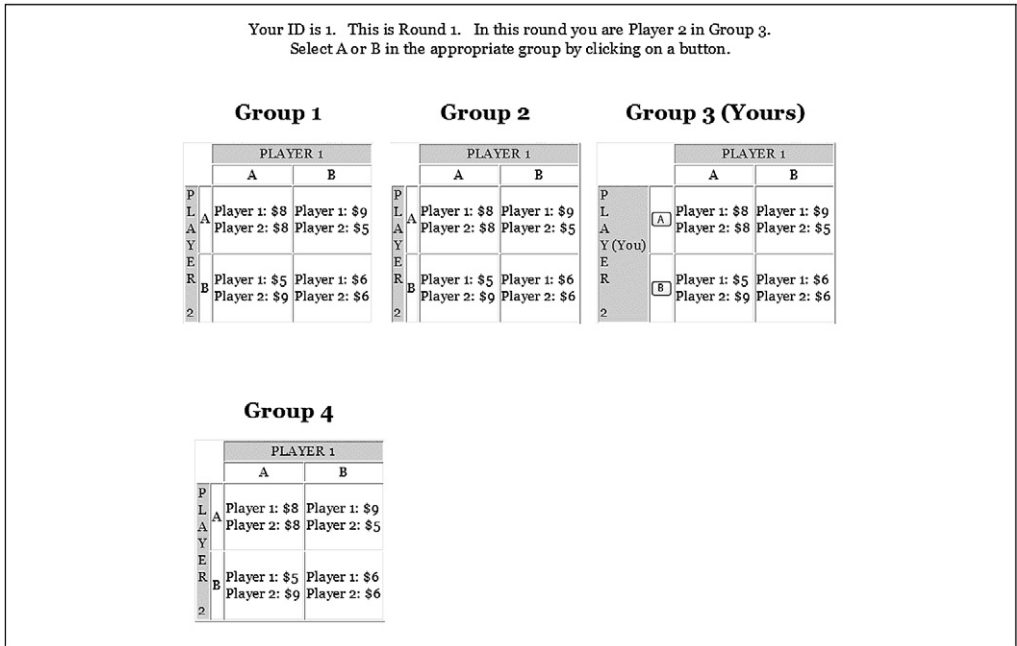 Your ID is 1. This is Round 1. In this round you are Player 2 in Group 3.
Select A or B in the appropriate group by clicking on a button.
Group 1
PLAYER 1
A B
PLAYER 2
A
Player 1: $8 Player 1: $9
Player 2: $8 Player 2: $5
B
Player 1: $5 Player 1: $6
Player 2: $9 Player 2: $6
Group 2
PLAYER 1
A B
PLAYER 2
A
Player 1: $8 Player 1: $9
Player 2: $8 Player 2: $5
B
Player 1: $5 Player 1: $6
Player 2: $9 Player 2: $6
Group 3 (Yours)
PLAYER 1
A B
PLAYER 2
(You)
A
Player 1: $8 Player 1: $9
Player 2: $8 Player 2: $5
B
Player 1: $5 Player 1: $6
Player 2: $9 Player 2: $6
Group 4
PLAYER 1
A B
PLAYER 2
A
Player 1: $8 Player 1: $9
Player 2: $8 Player 2: $5
B
Player 1: $5 Player 1: $6
Player 2: $9 Player 2: $6